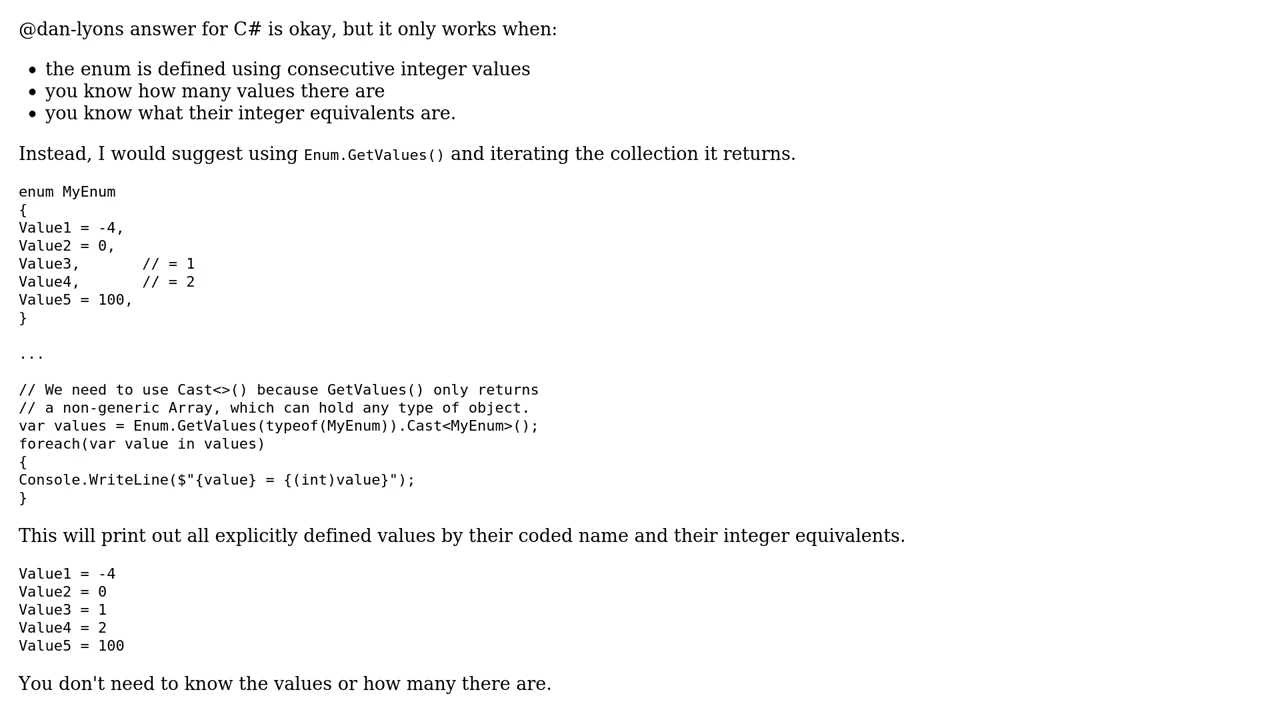 @dan-lyons answer for C# is okay, but it only works when:
• the enum is defined using consecutive integer values
• you know how many values there are
• you know what their integer equivalents are.
Instead, I would suggest using Enum.GetValues() and iterating the collection it returns.
enum MyEnum
{
Value1 = -4,
Value2 = 0,
Value3,       // = 1
Value4,       // = 2
Value5 = 100,
}
...
// We need to use Cast<>() because GetValues() only returns
// a non-generic Array, which can hold any type of object.
var values = Enum.GetValues(typeof(MyEnum)).Cast<MyEnum>();
foreach(var value in values)
{
Console.WriteLine($"{value} = {(int)value}");
}
This will print out all explicitly defined values by their coded name and their integer equivalents.
Value1 = -4
Value2 = 0
Value3 = 1
Value4 = 2
Value5 = 100
You don't need to know the values or how many there are.